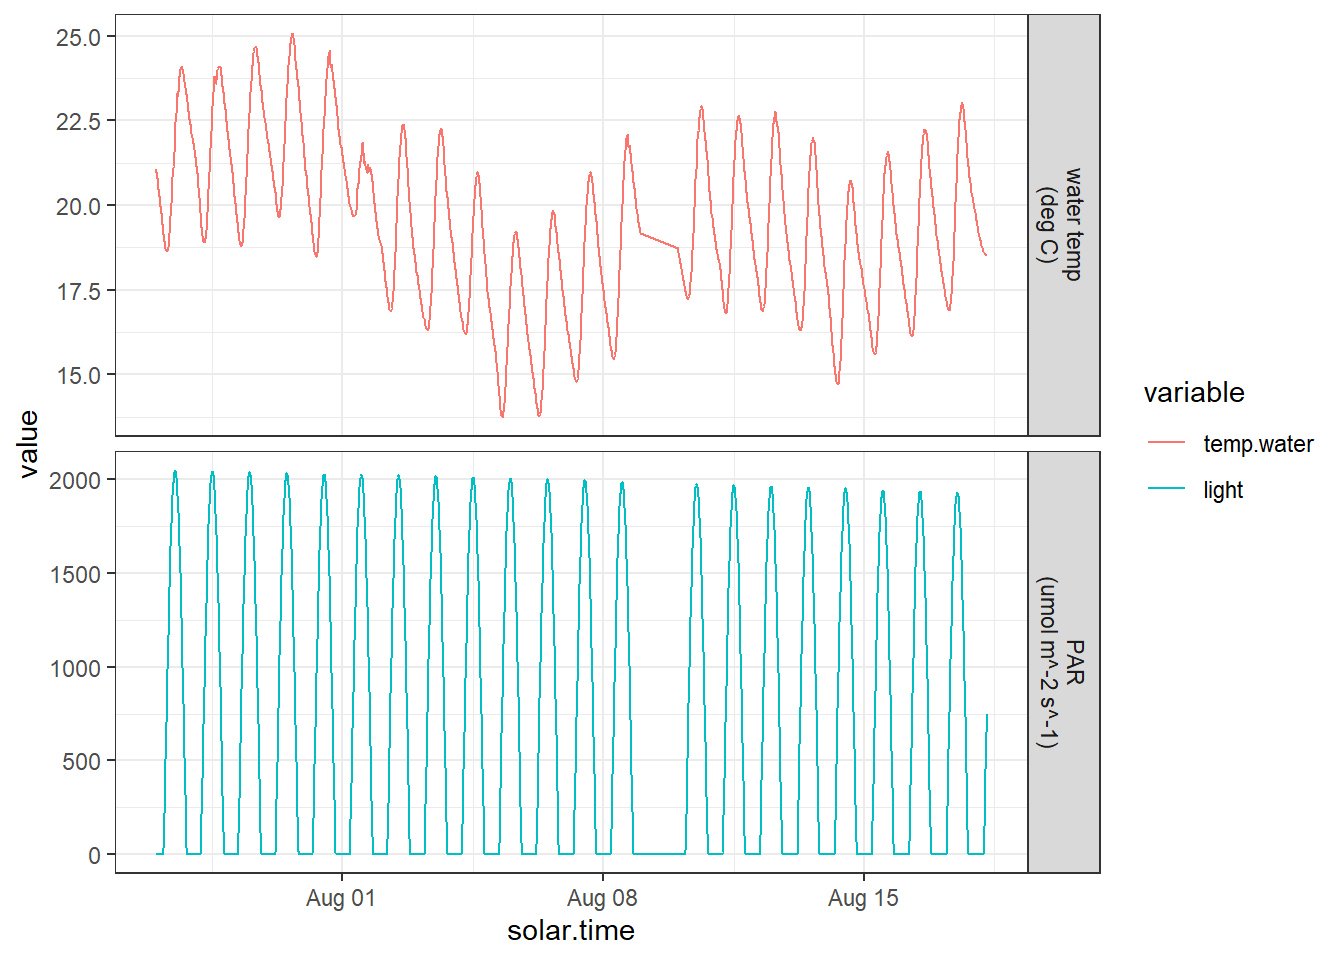 25.0
22.5
20.0
17.5
15.0
water temp
(deg C)
value
2000
1500
1000
500
0
PAR
(umol m^-2 s^-1)
Aug 01
Aug 08
Aug 15
solar.time
variable
temp.water
light